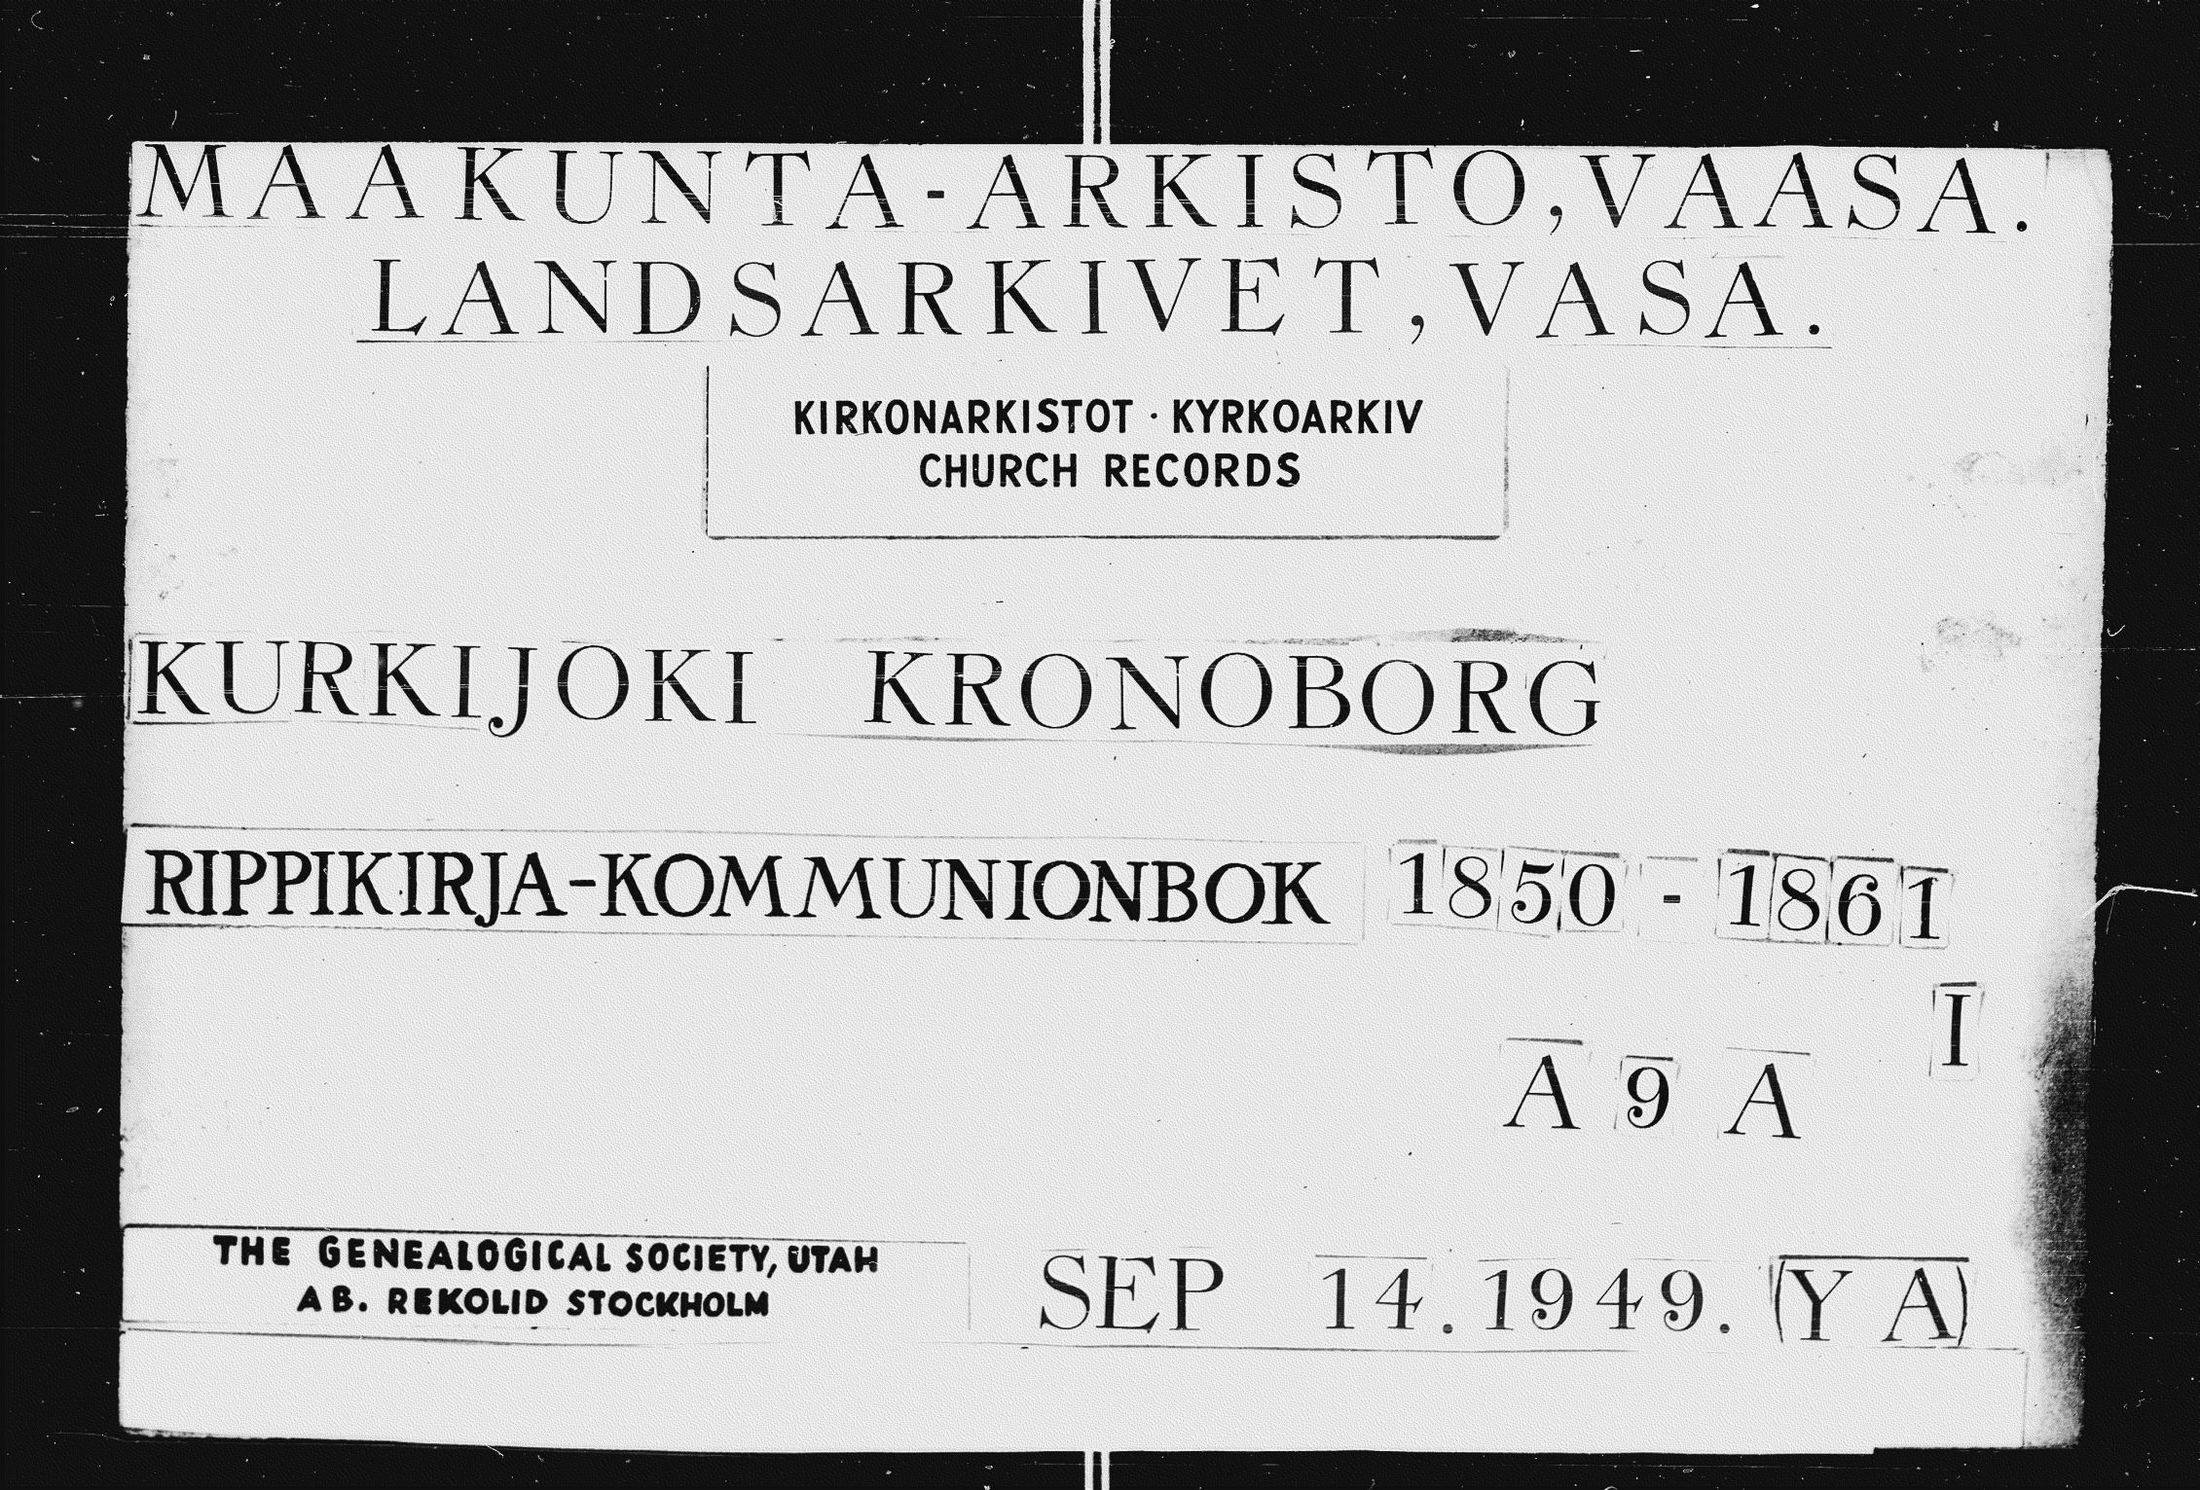 MAAKUNTA-ARKISTO,VAASA.
LANDSARKIVET,VASA.
KIRKONARKISTOT · KYRKOARKIV
CHURCH RECORDS
KURKIJOKI KRONOBORG
RIPPIKIRJA-KOMMUNIONBOK 1850 - 1861
I
A 9 A
THE GENEALOGICAL SOCIETY, UTAH
AB. REKOLID STOCKHOLM
SEP 14.1949. (Y A)